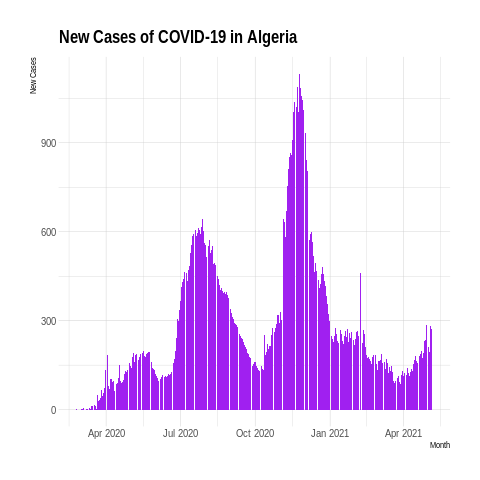 New Cases of COVID-19 in Algeria
New Cases
900
600
300
0
Apr 2020 Jul 2020 Oct 2020 Jan 2021 Apr 2021
Month